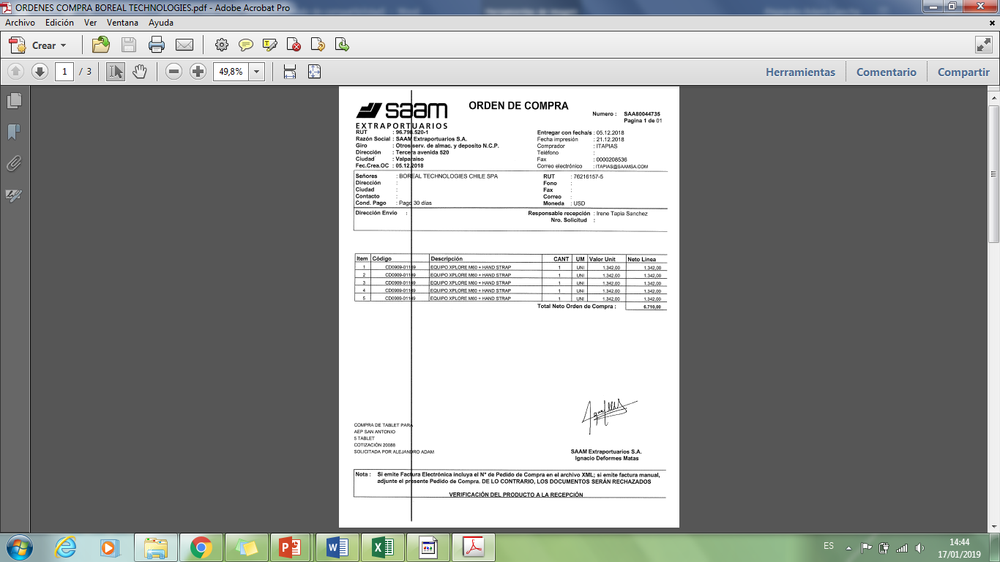 ORDENES COMPRA BOREAL TECHNOLOGIES.pdf - Adobe Acrobat Pro
Archivo Edición Ver Ventana Ayuda
Crear
1 / 3 49,8% Herramientas Comentario Compartir
saam
EXTRAPORTUARIOS
ORDEN DE COMPRA
Numero : SAA80044735
Pagina 1 de 01
RUT : 96.798.520-1
Razón Social : SAAM Extraportuarios S.A.
Giro : Otros serv. de almac. y deposito N.C.P.
Dirección : Tercera avenida 520
Ciudad : Valparaiso
Fec.Crea.OC : 05.12.2018
Entregar con fecha/s : 05.12.2018
Fecha impresión : 21.12.2018
Comprador : ITAPIAS
Teléfono :
Fax : 0000208536
Correo electrónico : ITAPIAS@SAAMSA.COM
Señores : BOREAL TECHNOLOGIES CHILE SPA
Dirección :
Ciudad :
Contacto :
Cond. Pago : Pago 30 días
RUT : 76216157-5
Fono :
Fax :
Correo :
Moneda : USD
Dirección Envio :
Responsable recepción : Irene Tapia Sanchez
Nro. Solicitud :
Item Código Descripción CANT UM Valor Unit Neto Linea
1 CD0909-01169 EQUIPO XPLORE M60 + HAND STRAP 1 UNI 1.342,00 1.342,00
2 CD0909-01169 EQUIPO XPLORE M60 + HAND STRAP 1 UNI 1.342,00 1.342,00
3 CD0909-01169 EQUIPO XPLORE M60 + HAND STRAP 1 UNI 1.342,00 1.342,00
4 CD0909-01169 EQUIPO XPLORE M60 + HAND STRAP 1 UNI 1.342,00 1.342,00
5 CD0909-01169 EQUIPO XPLORE M60 + HAND STRAP 1 UNI 1.342,00 1.342,00
Total Neto Orden de Compra : 6.710,00
COMPRA DE TABLET PARA
AEP SAN ANTONIO
5 TABLET
COTIZACIÓN 20088
SOLICITADA POR ALEJANDRO ADAM
SAAM Extraportuarios S.A.
Ignacio Deformes Matas
Nota : Si emite Factura Electrónica incluya el N° de Pedido de Compra en el archivo XML; si emite factura manual,
adjunte el presente Pedido de Compra. DE LO CONTRARIO, LOS DOCUMENTOS SERÁN RECHAZADOS
VERIFICACIÓN DEL PRODUCTO A LA RECEPCIÓN
ES
14:44
17/01/2019